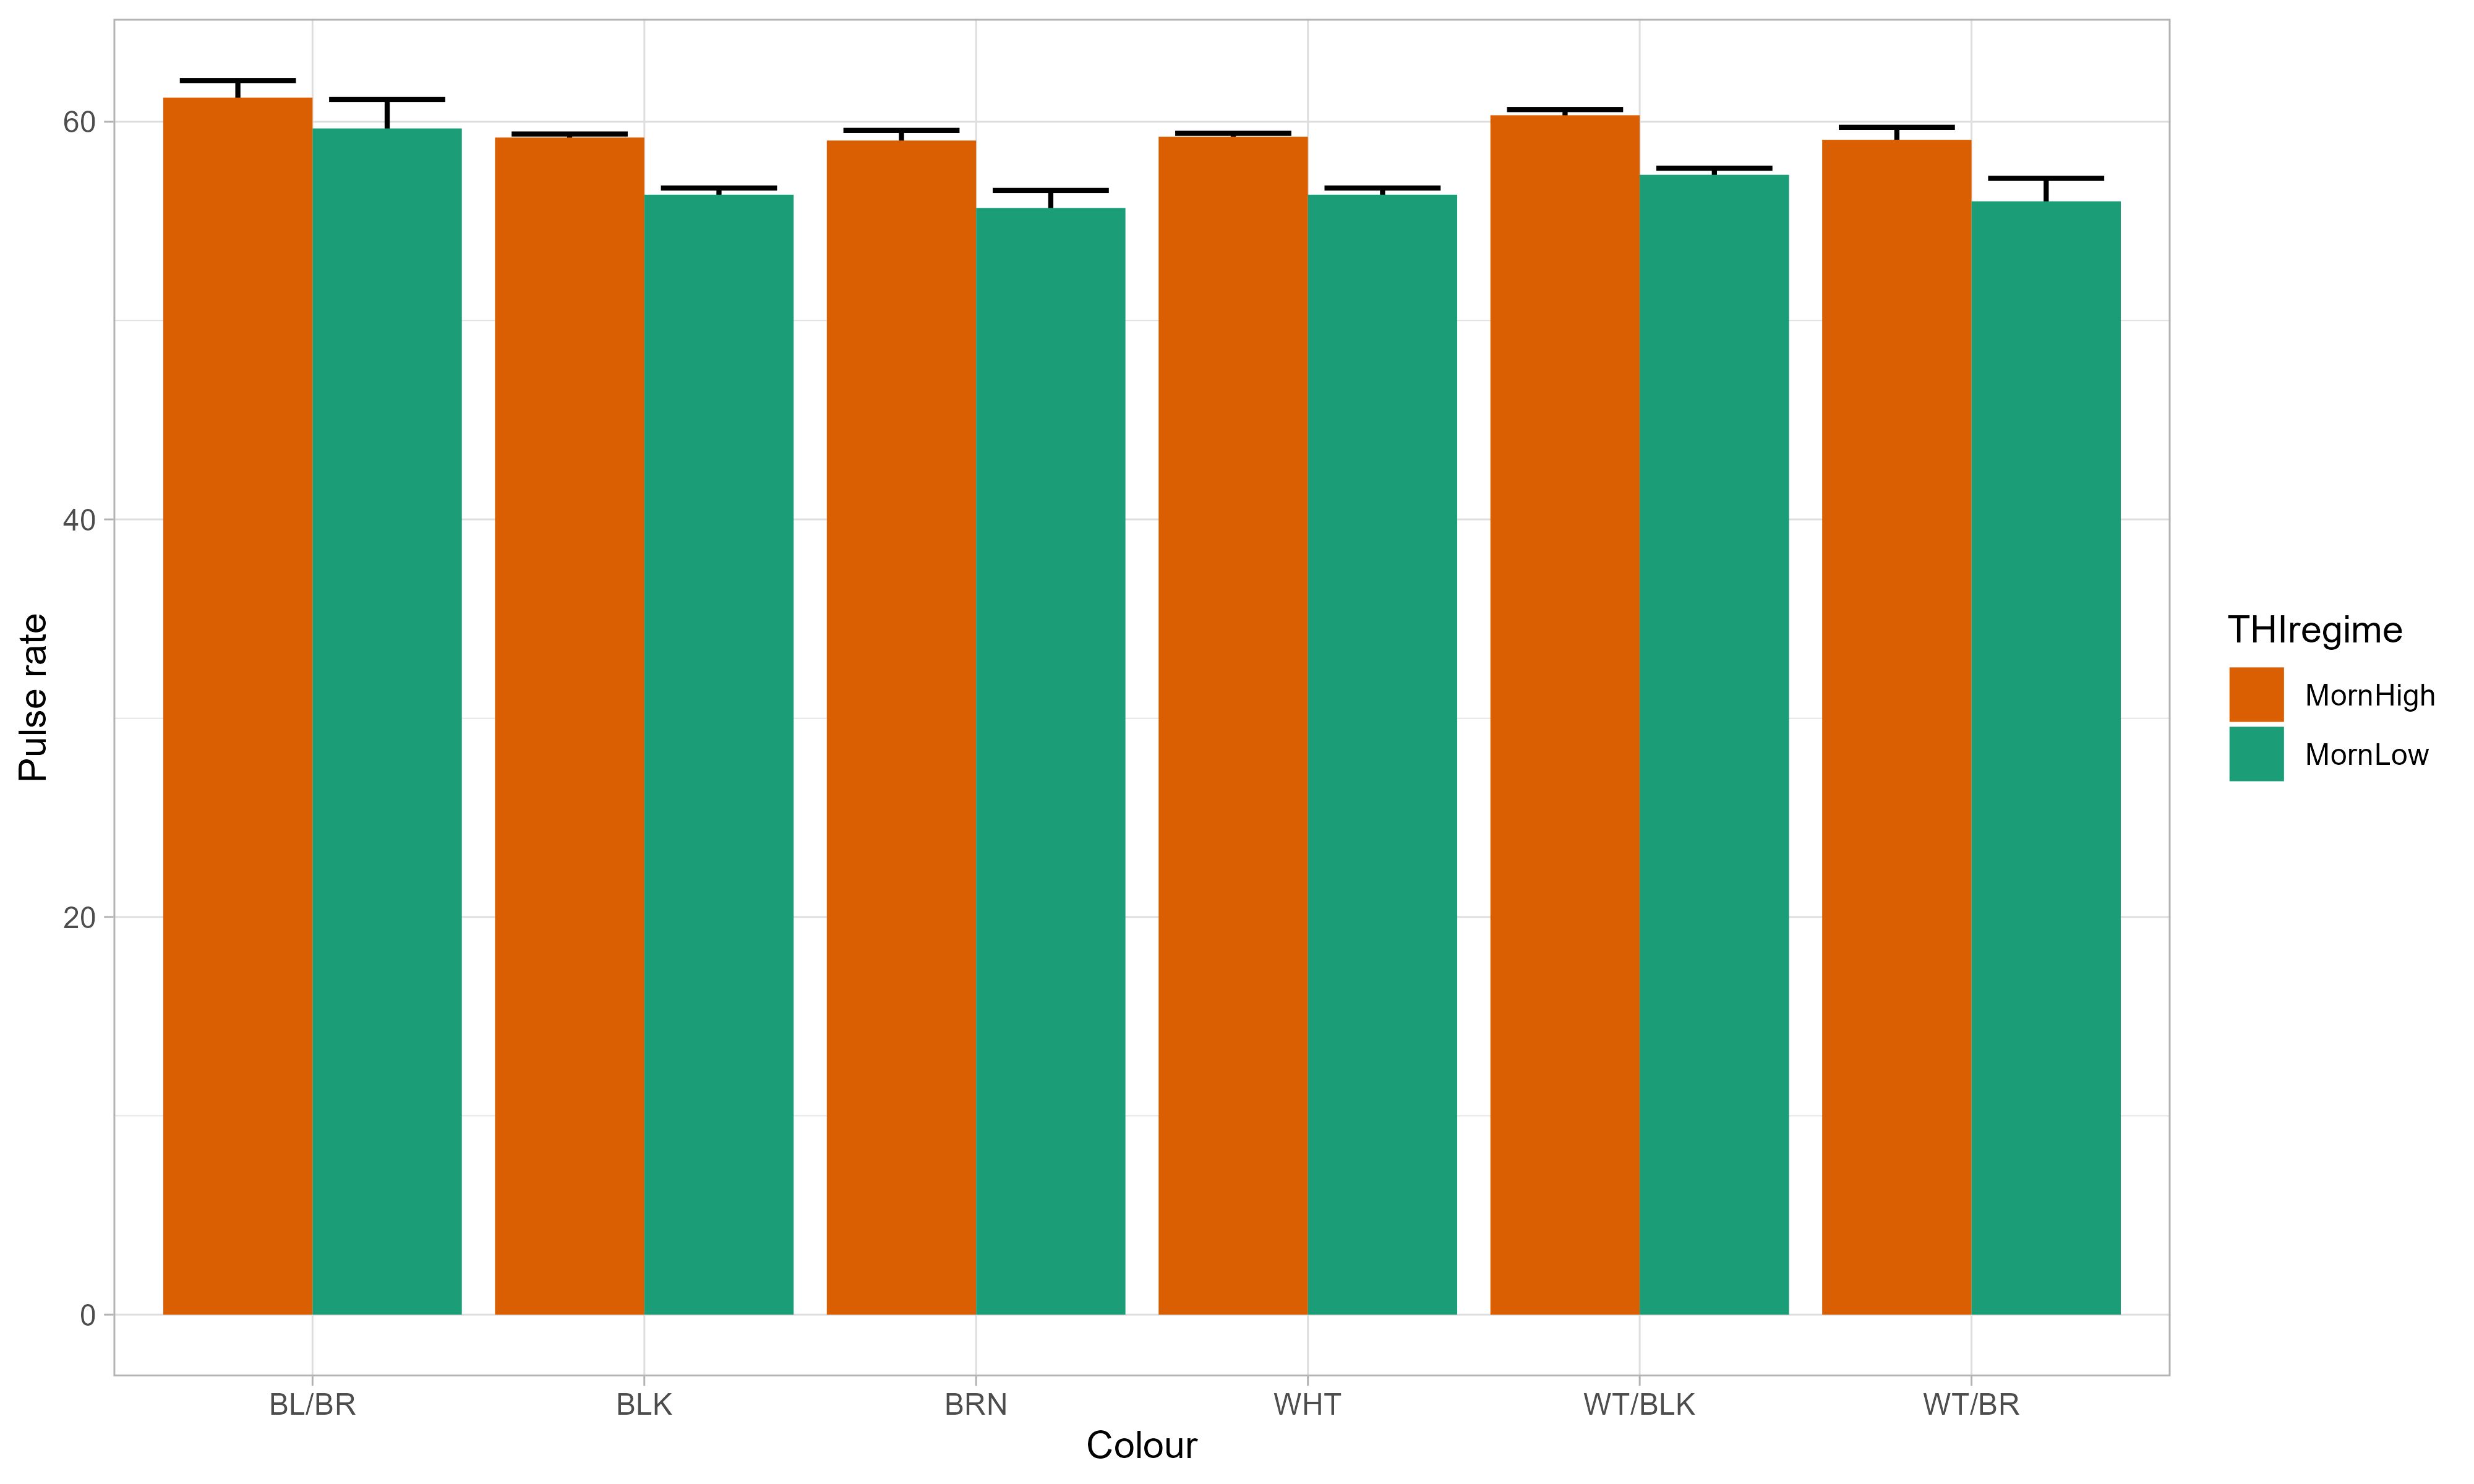 60
40
20
0
Pulse rate
BL/BR
BLK
BRN
WHT
WT/BLK
WT/BR
Colour
THIregime
MornHigh
MornLow